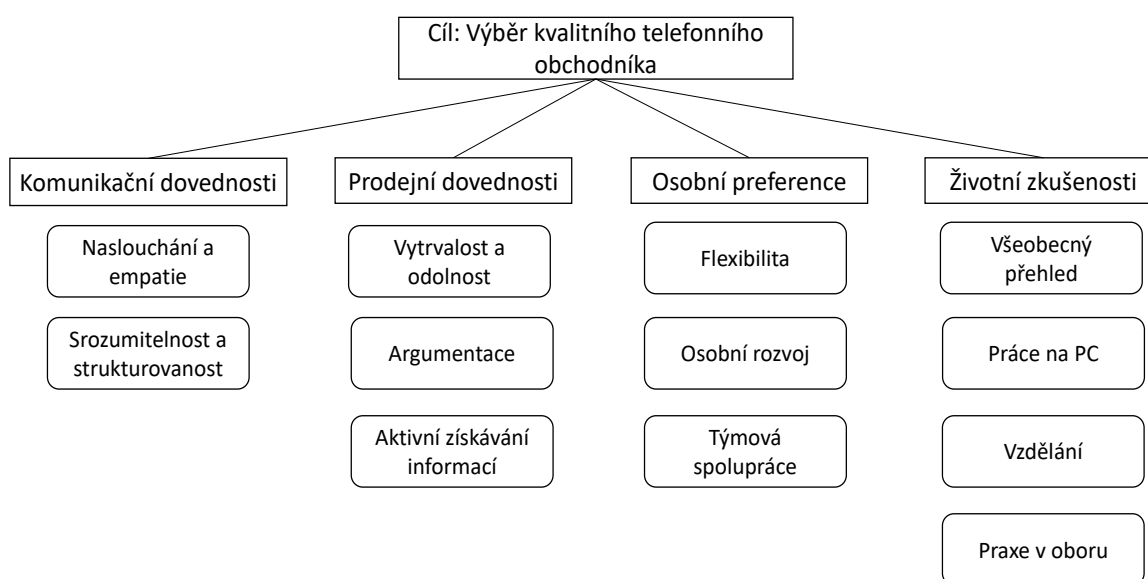 Cíl: Výběr kvalitního telefonního
obchodníka
Komunikační dovednosti
Prodejní dovednosti
Osobní preference
Životní zkušenosti
Naslouchání a
empatie
Vytrvalost a
odolnost
Flexibilita
Všeobecný
přehled
Srozumitelnost a
strukturovanost
Argumentace
Osobní rozvoj
Práce na PC
Aktivní získávání
informací
Týmová
spolupráce
Vzdělání
Praxe v oboru